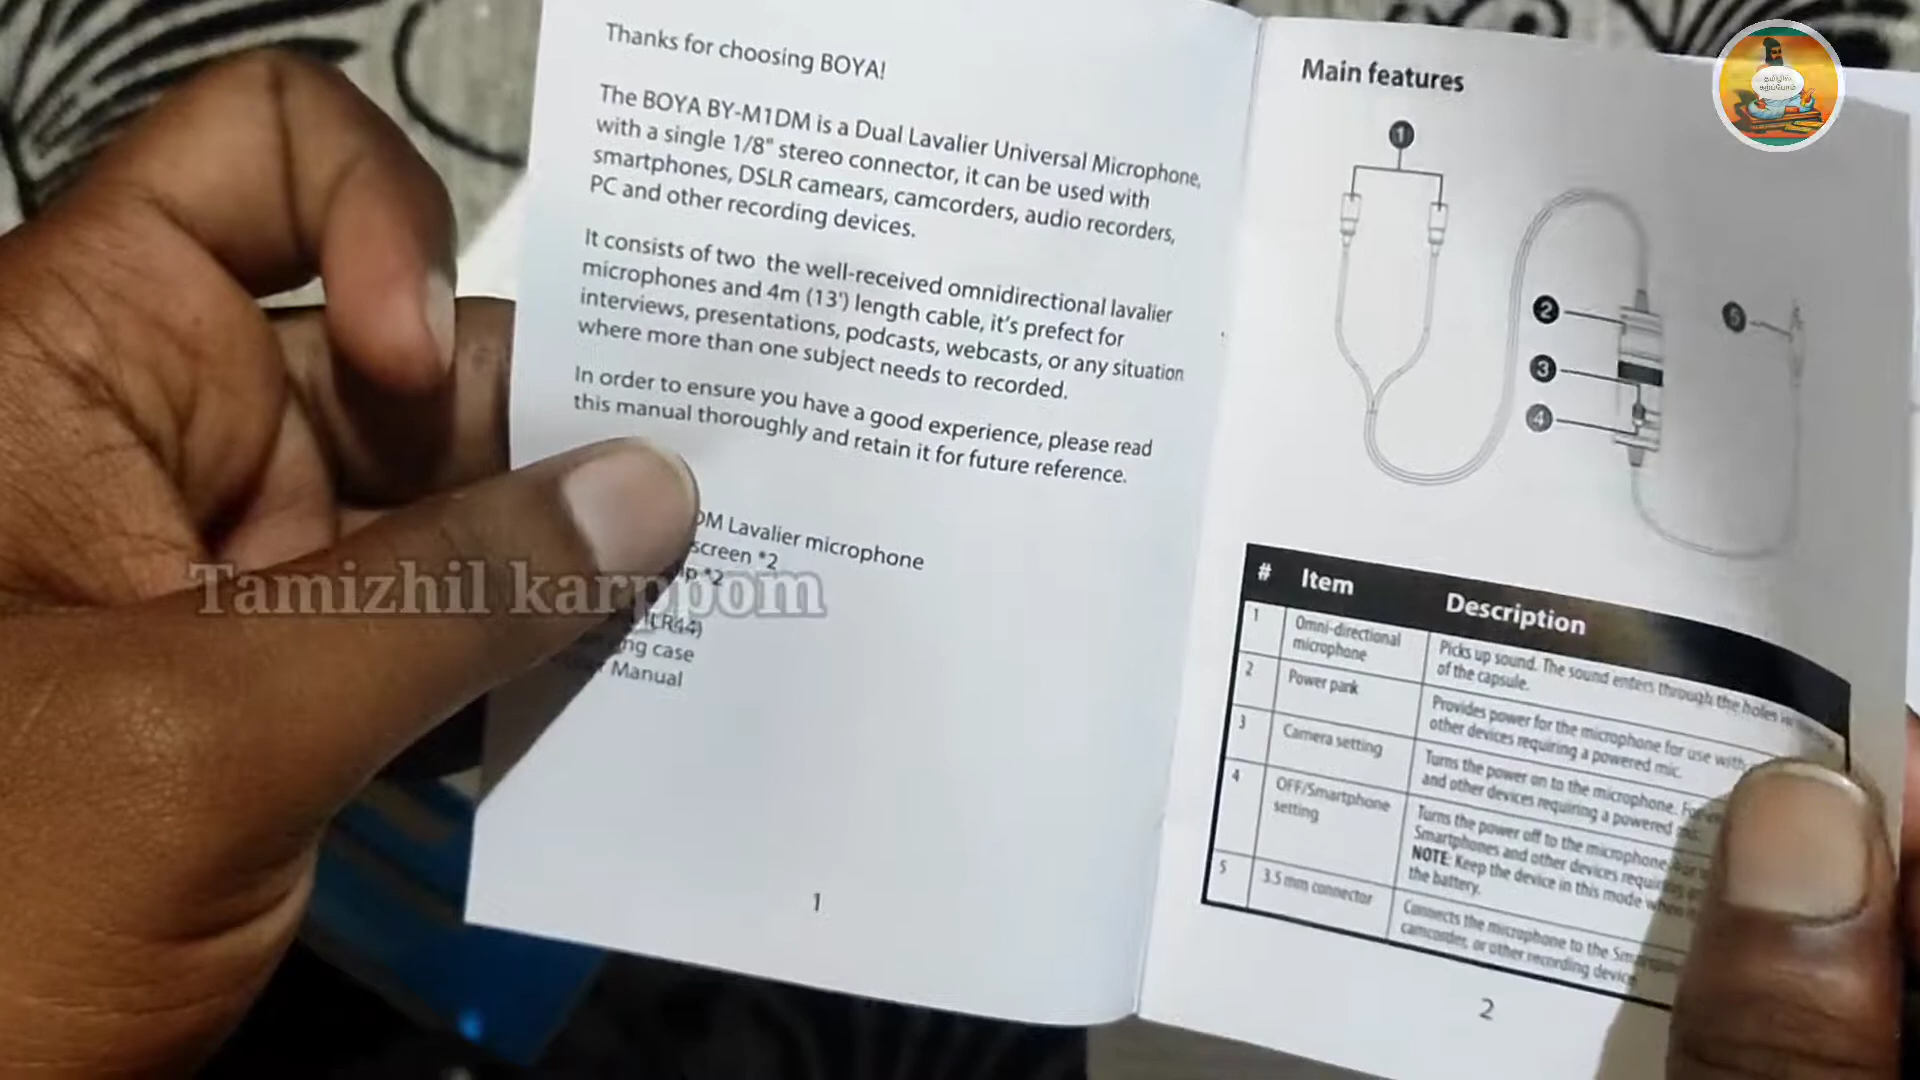 Thanks for choosing BOYA!
The BOYA BY-M1DM is a Dual Lavalier Universal Microphone,
with a single 1/8" stereo connector, it can be used with
smartphones, DSLR camears, camcorders, audio recorders,
PC and other recording devices.
It consists of two the well-received omnidirectional lavalier
microphones and 4m (13') length cable, it's prefect for
interviews, presentations, podcasts, webcasts, or any situation
where more than one subject needs to recorded.
In order to ensure you have a good experience, please read
this manual thoroughly and retain it for future reference.
Lavalier microphone
screen *2
*2
LR44)
case
Manual
1
Main features
1
2
3
4
5
# Item Description
1 Omni-directional microphone Picks up sound. The sound enters through the holes
of the capsule.
2 Power pank Provides power for the microphone for use with
other devices requiring a powered mic.
3 Camera setting Turns the power on to the microphone. For
and other devices requiring a powered
4 OFF/Smartphone setting Turns the power off to the microphone
Smartphones and other devices
NOTE: Keep the device in this mode when
the battery.
5 3.5 mm connector Connects the microphone to the
camcorder, or other recording device
2
Tamizhil karppom
தமிழில்
கற்போம்